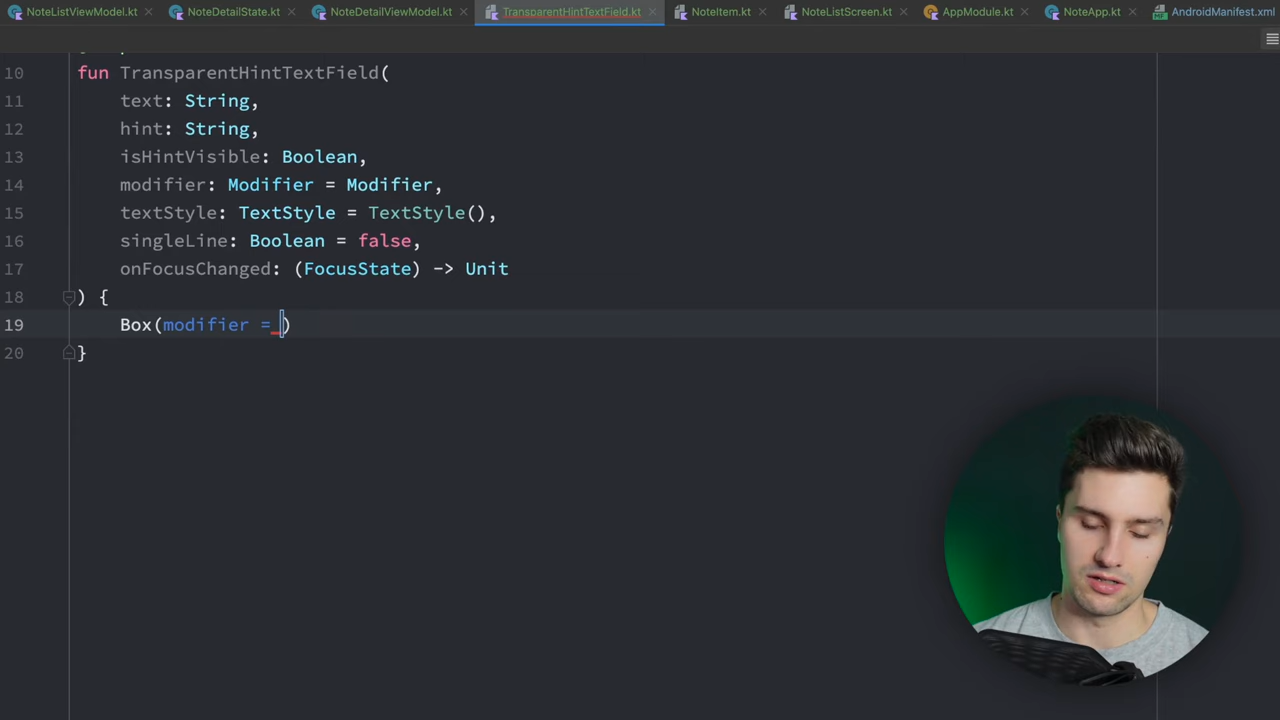 NoteListViewModel.kt NoteDetailState.kt NoteDetailViewModel.kt TransparentHintTextField.kt NoteItem.kt NoteListScreen.kt AppModule.kt NoteApp.kt AndroidManifest.xml
10 fun TransparentHintTextField(
11 text: String,
12 hint: String,
13 isHintVisible: Boolean,
14 modifier: Modifier = Modifier,
15 textStyle: TextStyle = TextStyle(),
16 singleLine: Boolean = false,
17 onFocusChanged: (FocusState) -> Unit
18 ) {
19 Box(modifier = )
20 }